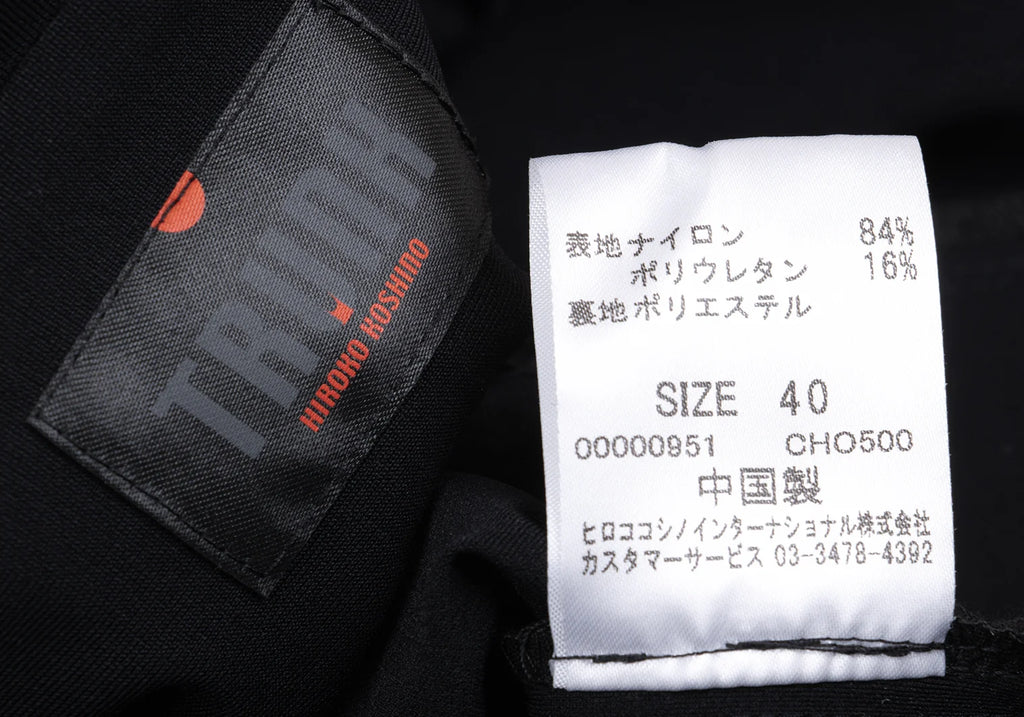 TRUNK
HIROKO KOSHINO
表地ナイロン 84%
ポリウレタン 16%
裏地ポリエステル
SIZE 40
00000951 CHO500
中国製
ヒロココシノインターナショナル株式会社
カスタマーサービス 03-3478-4392